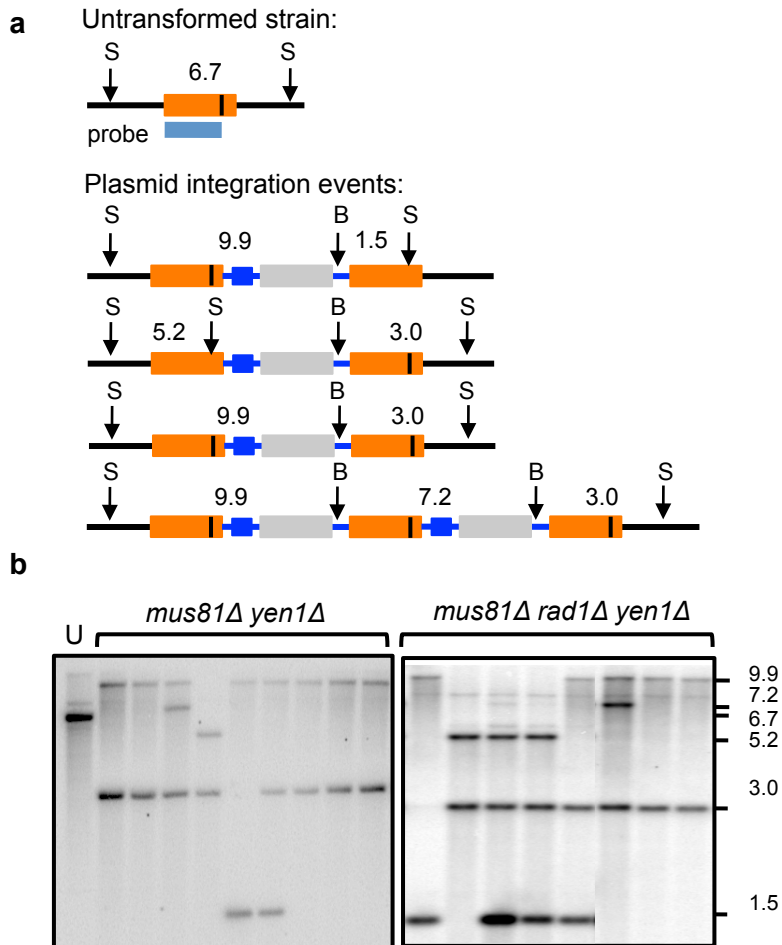 a
Untransformed strain:
S S
6.7
probe
Plasmid integration events:
S B S
9.9 1.5
S S B S
5.2 3.0
S B S
9.9 3.0
S B B S
9.9 7.2 3.0
b
mus81Δ yen1Δ mus81Δ rad1Δ yen1Δ
U
9.9
7.2
6.7
5.2
3.0
1.5